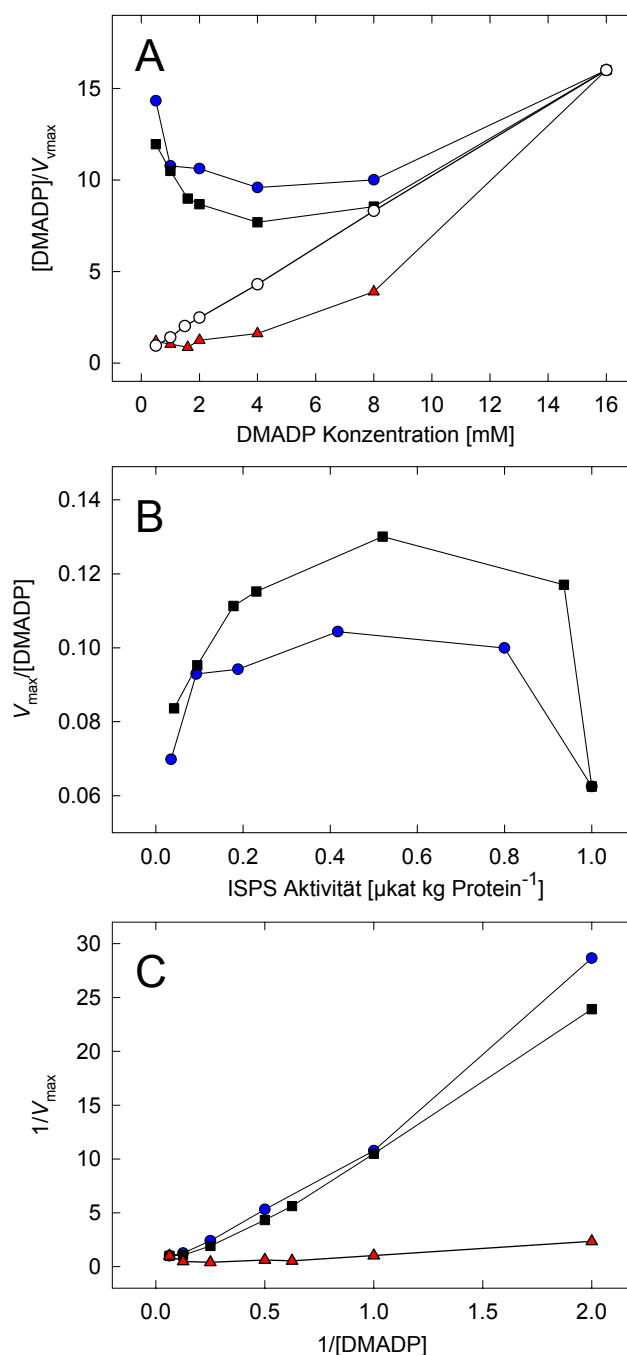 A
15
10
5
0
[DMADP]/Vvmax
0 2 4 6 8 10 12 14 16
DMADP Konzentration [mM]
B
0.14
0.12
0.10
0.08
0.06
Vmax/[DMADP]
0.0 0.2 0.4 0.6 0.8 1.0
ISPS Aktivität [µkat kg Protein⁻¹]
C
30
25
20
15
10
5
0
1/Vmax
0.0 0.5 1.0 1.5 2.0
1/[DMADP]